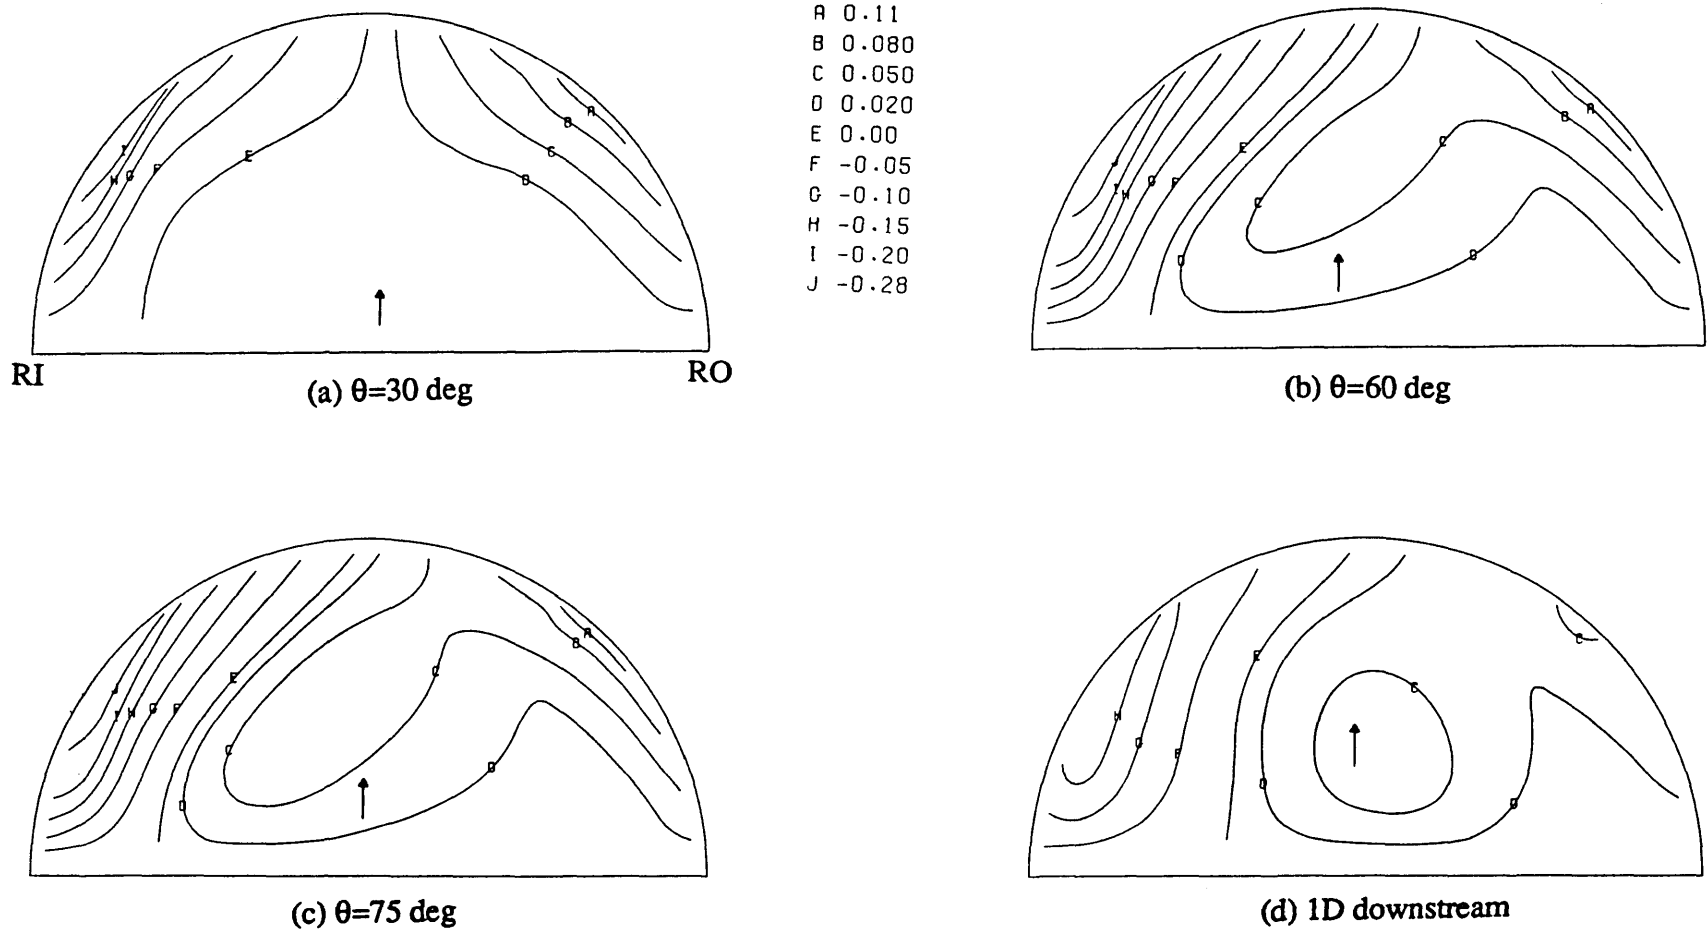 A 0.11
B 0.080
C 0.050
D 0.020
E 0.00
F -0.05
G -0.10
H -0.15
I -0.20
J -0.28
I
H G F
E
D
C
B
A
RI
RO
(a) θ=30 deg
J
I H G F
E
D
C
C
D
B
A
(b) θ=60 deg
J
I H G F
E
D
C
C
D
B
A
(c) θ=75 deg
H
G
F
E
D
C
D
C
(d) 1D downstream